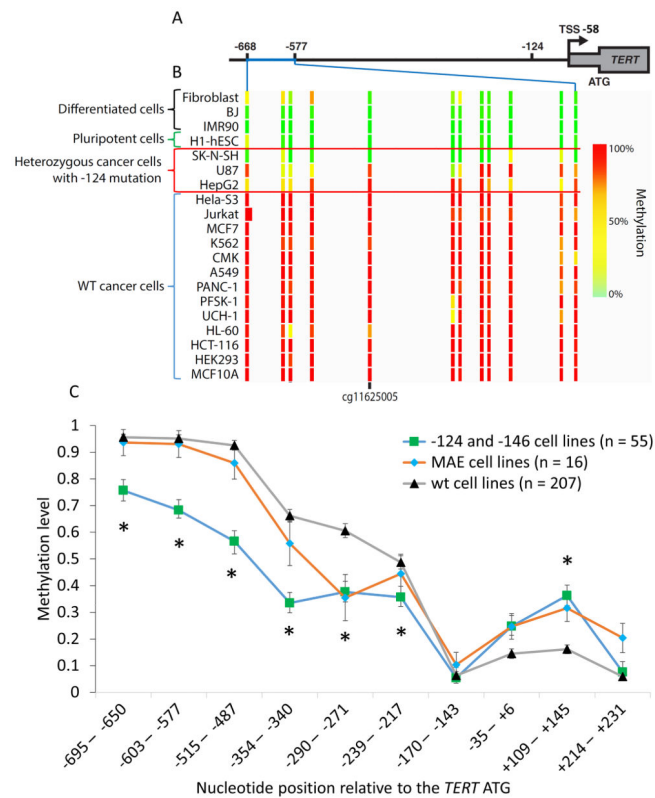 A
TSS -58
-668
-577
-124
TERT
ATG
B
Differentiated cells
Pluripotent cells
Heterozygous cancer cells
with -124 mutation
WT cancer cells
Fibroblast
BJ
IMR90
H1-hESC
SK-N-SH
U87
HepG2
Hela-S3
Jurkat
MCF7
K562
CMK
A549
PANC-1
PFSK-1
UCH-1
HL-60
HCT-116
HEK293
MCF10A
100%
50%
0%
Methylation
cg11625005
C
-124 and -146 cell lines (n = 55)
MAE cell lines (n = 16)
wt cell lines (n = 207)
Methylation level
1
0.9
0.8
0.7
0.6
0.5
0.4
0.3
0.2
0.1
0
*
*
*
*
*
*
*
-695 – -650
-603 – -577
-515 – -487
-354 – -340
-290 – -271
-239 – -217
-170 – -143
-35 – +6
+109 – +145
+214 – +231
Nucleotide position relative to the TERT ATG